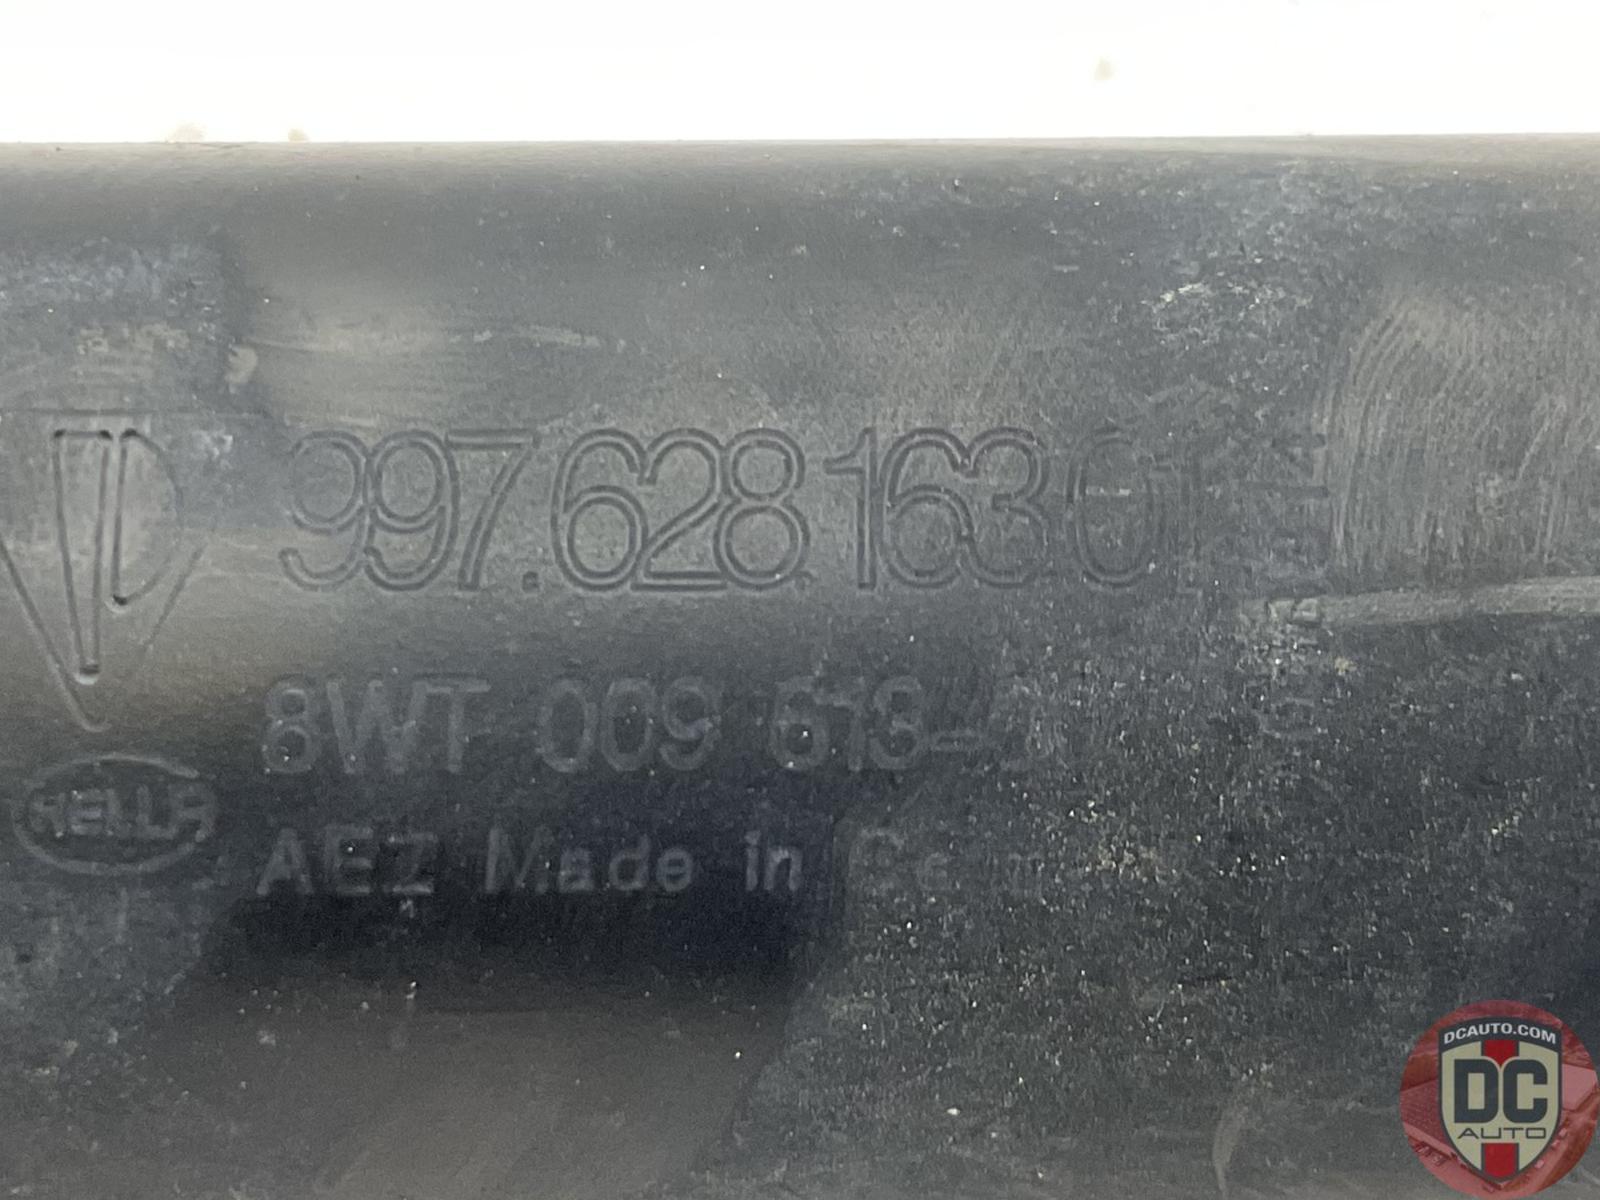 997.628.163.01
8WT 009 613-
HELLA
AEZ Made in
DCAUTO.COM
DC
AUTO